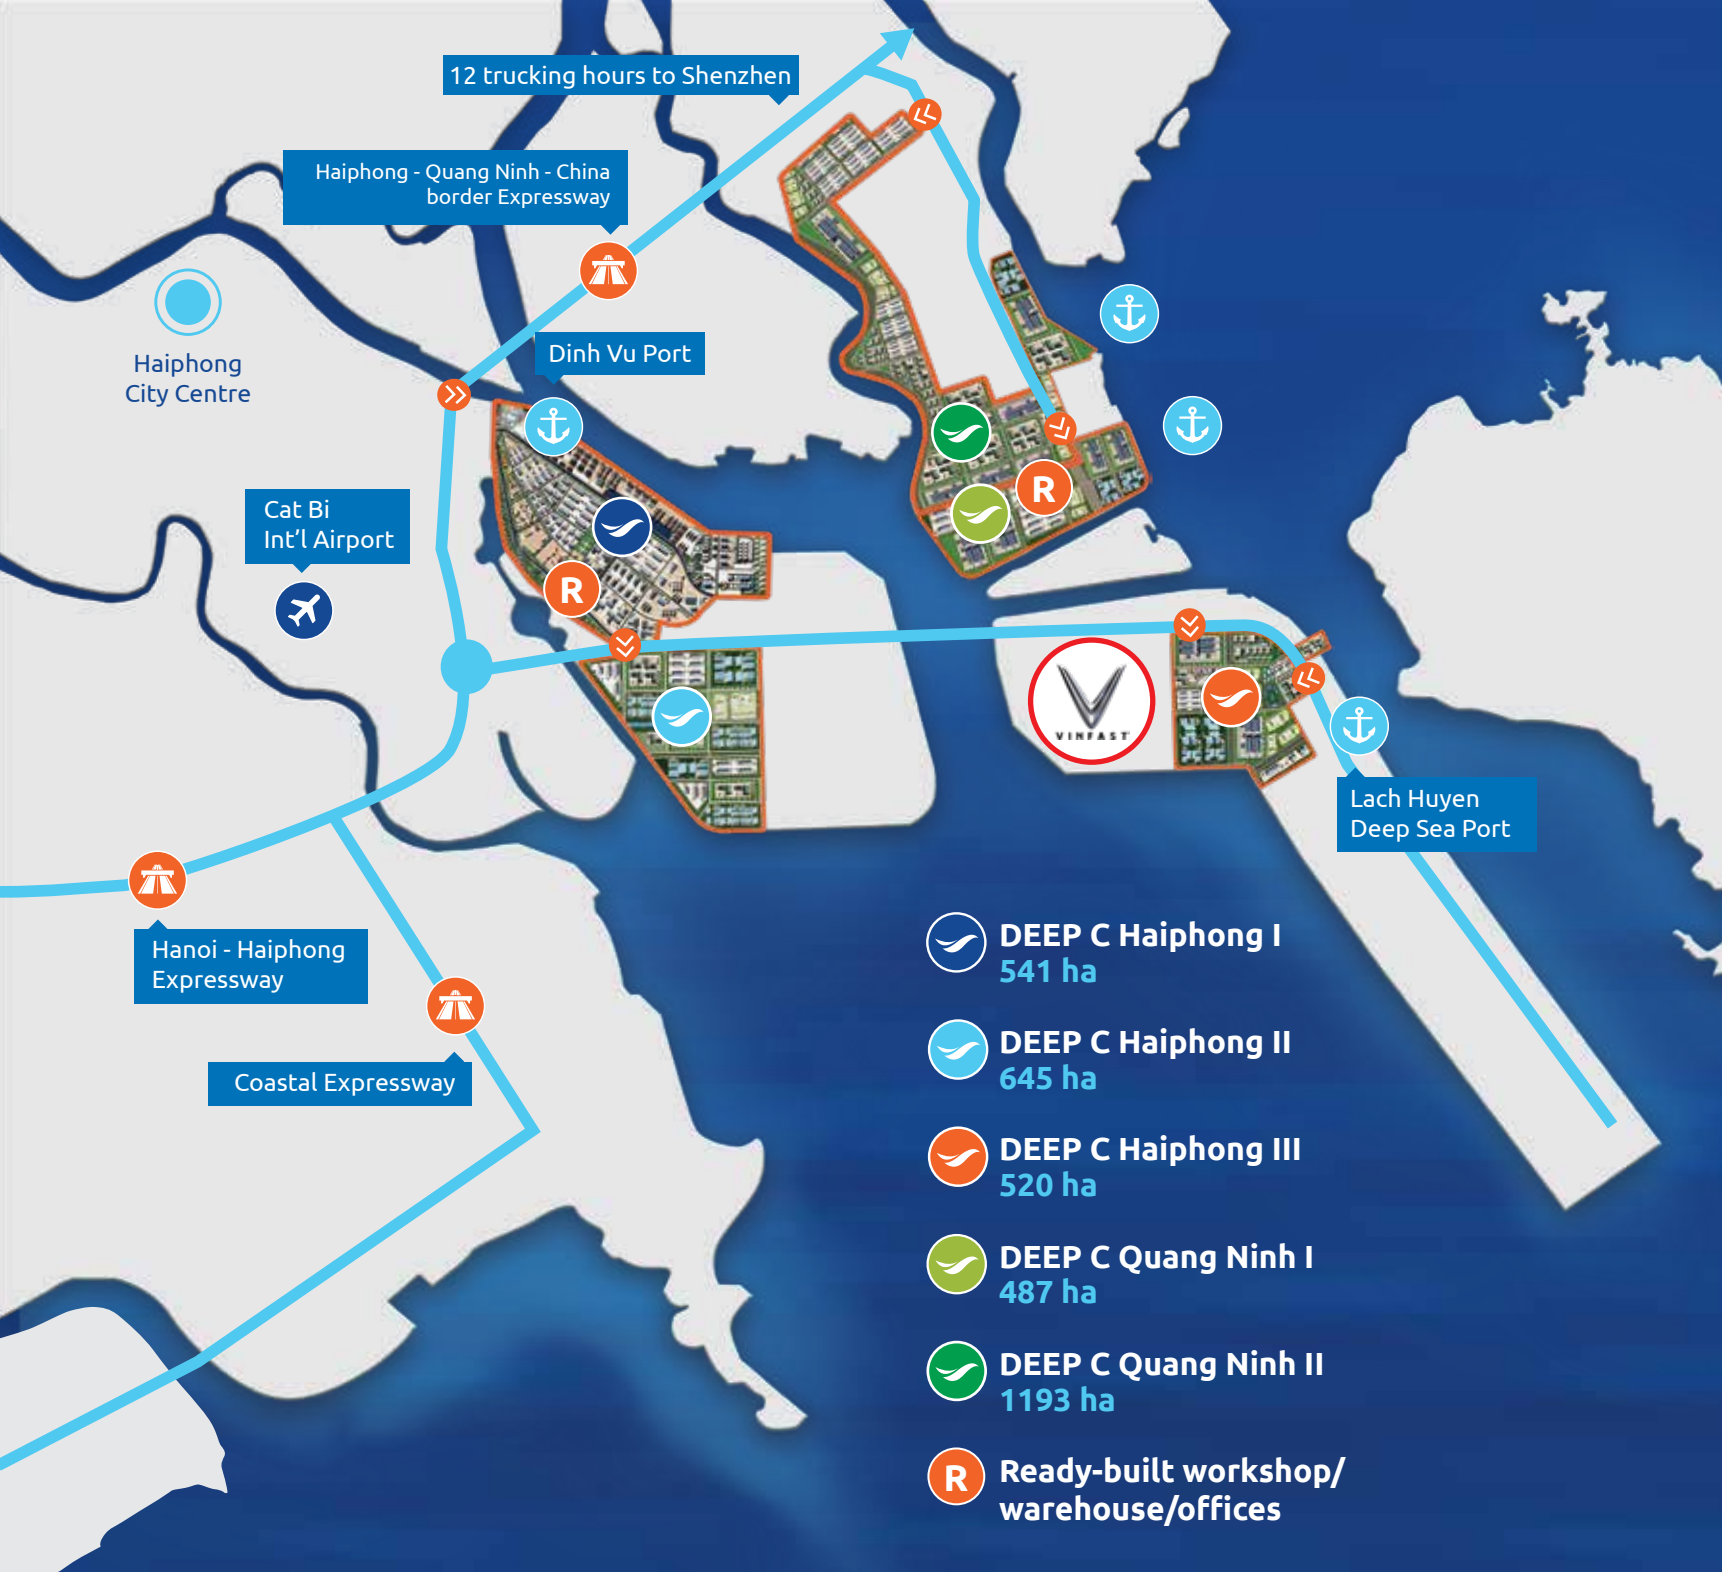 12 trucking hours to Shenzhen
Haiphong - Quang Ninh - China
border Expressway
Haiphong
City Centre
Dinh Vu Port
Cat Bi
Int'l Airport
R
R
VINFAST
Lach Huyen
Deep Sea Port
Hanoi - Haiphong
Expressway
Coastal Expressway
DEEP C Haiphong I
541 ha
DEEP C Haiphong II
645 ha
DEEP C Haiphong III
520 ha
DEEP C Quang Ninh I
487 ha
DEEP C Quang Ninh II
1193 ha
R
Ready-built workshop/
warehouse/offices